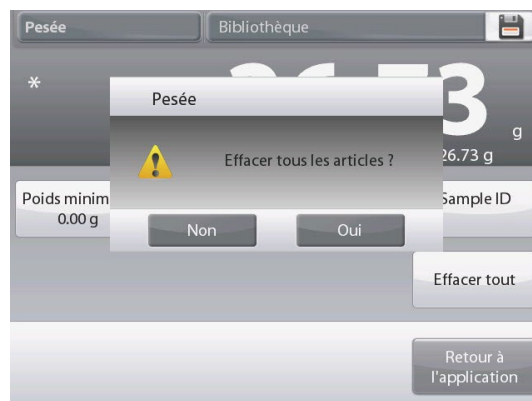 Pesée
Bibliothèque
*
g
26.73 g
Pesée
Effacer tous les articles ?
Non
Oui
Poids minim
0.00 g
Sample ID
Effacer tout
Retour à
l'application